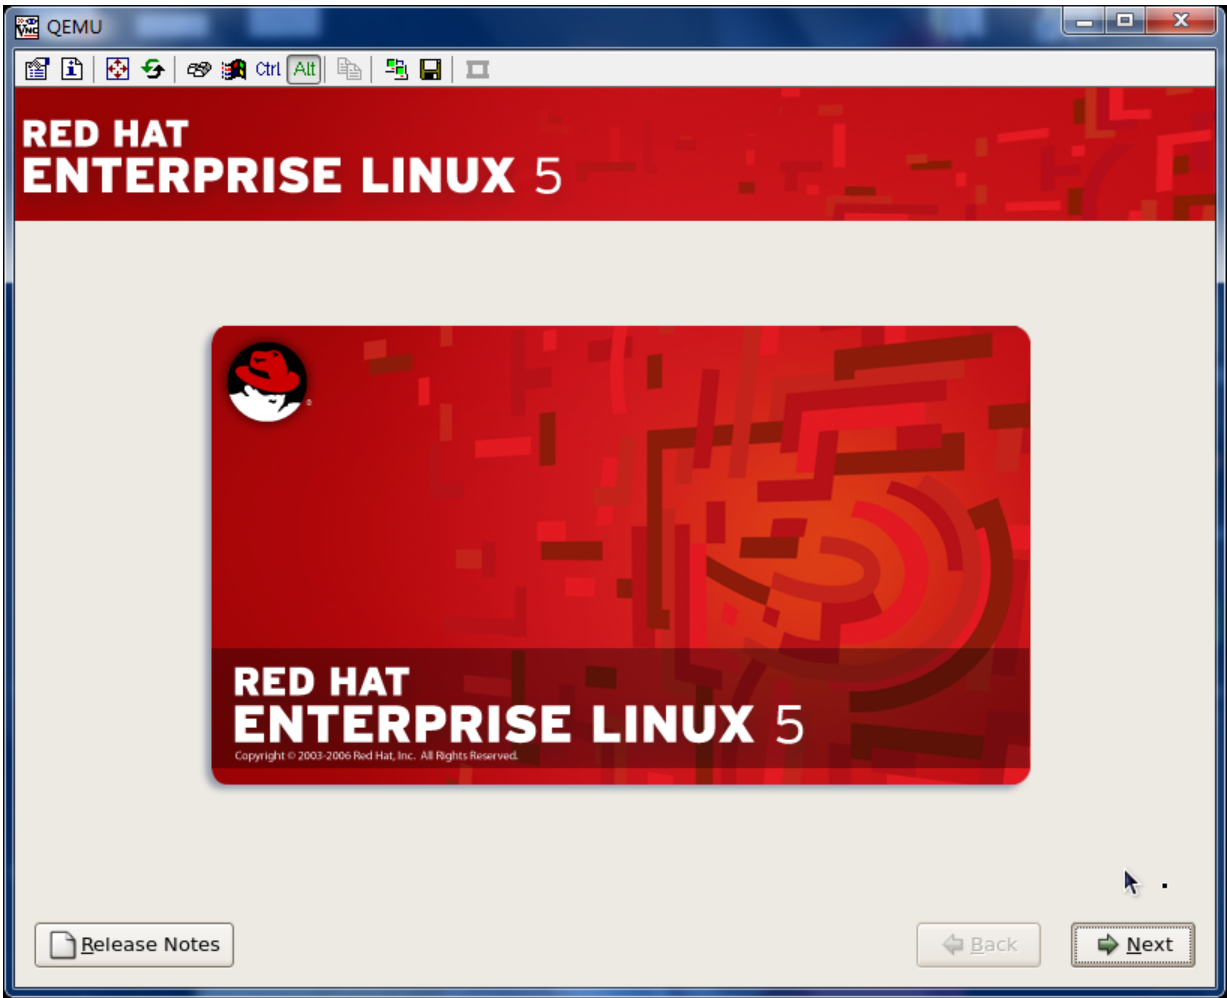 QEMU
Ctrl Alt
RED HAT
ENTERPRISE LINUX 5
RED HAT
ENTERPRISE LINUX 5
Copyright © 2003-2006 Red Hat, Inc. All Rights Reserved.
Release Notes
Back
Next